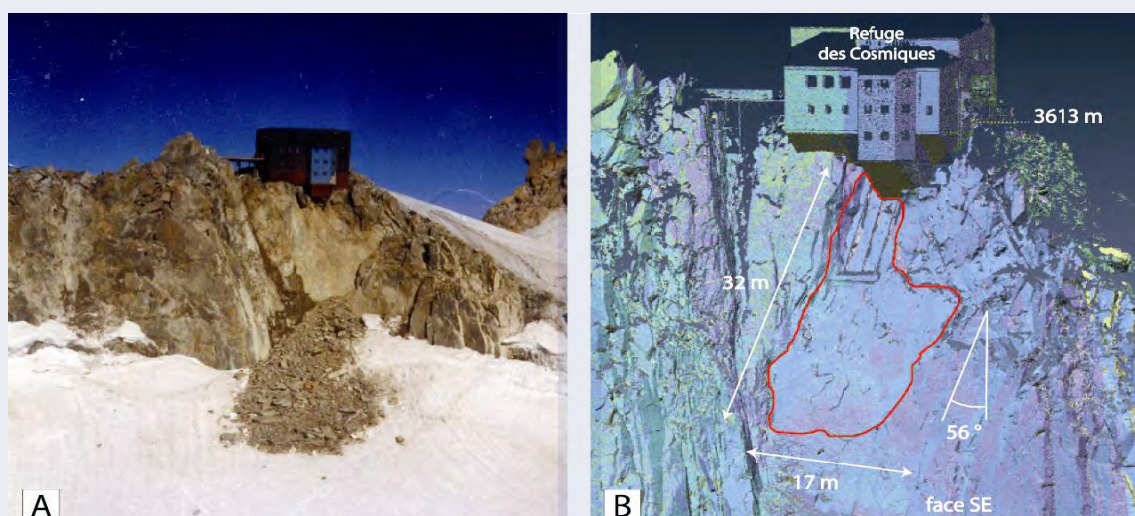 A
Refuge
des Cosmiques
3613 m
32 m
56 °
17 m
face SE
B